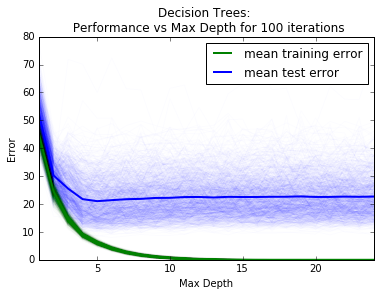 Decision Trees:
Performance vs Max Depth for 100 iterations
80
70
60
50
40
30
20
10
0
Error
mean training error
mean test error
5
10
15
20
Max Depth